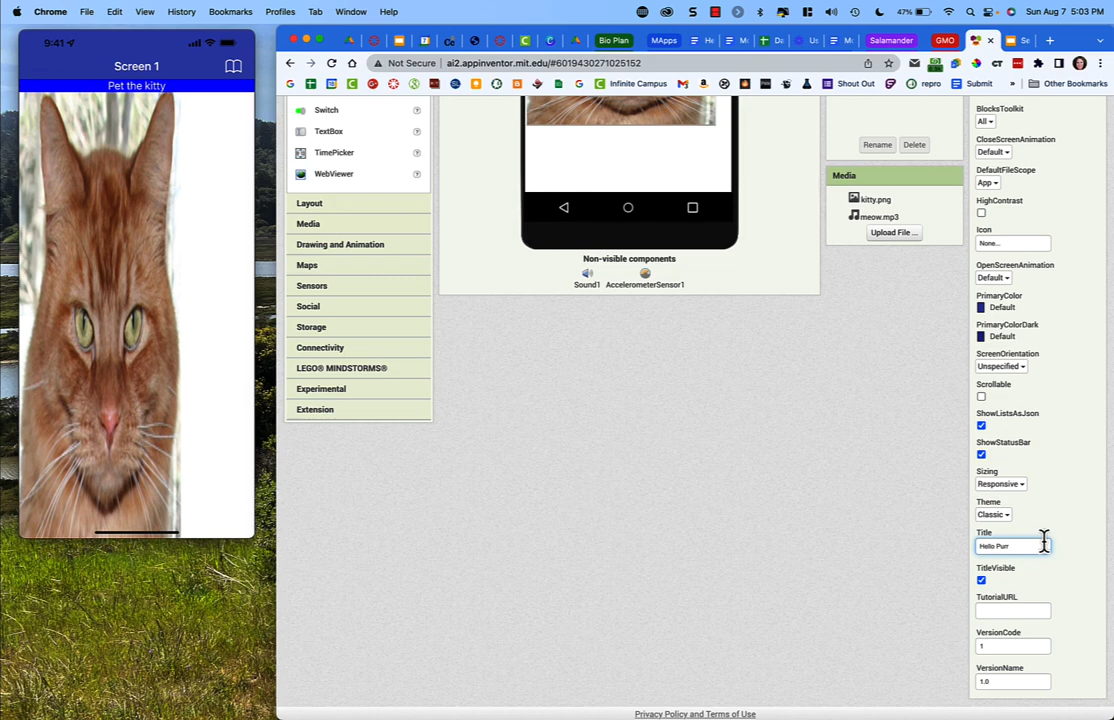 Chrome File Edit View History Bookmarks Profiles Tab Window Help
47% Sun Aug 7 5:03 PM
9:41
Screen 1
Pet the kitty
Bio Plan
MApps
Salamander
GMO
Not Secure ai2.appinventor.mit.edu/#6019430271025152
Infinite Campus
Shout Out
repro
Submit
» Other Bookmarks
Switch
TextBox
TimePicker
WebViewer
Layout
Media
Drawing and Animation
Maps
Sensors
Social
Storage
Connectivity
LEGO® MINDSTORMS®
Experimental
Extension
Non-visible components
Sound1 AccelerometerSensor1
Rename Delete
Media
kitty.png
meow.mp3
Upload File ...
BlocksToolkit
All
CloseScreenAnimation
Default
DefaultFileScope
App
HighContrast
Icon
None...
OpenScreenAnimation
Default
PrimaryColor
Default
PrimaryColorDark
Default
ScreenOrientation
Unspecified
Scrollable
ShowListsAsJson
ShowStatusBar
Sizing
Responsive
Theme
Classic
Title
Hello Purr
TitleVisible
TutorialURL
VersionCode
1
VersionName
1.0
Privacy Policy and Terms of Use